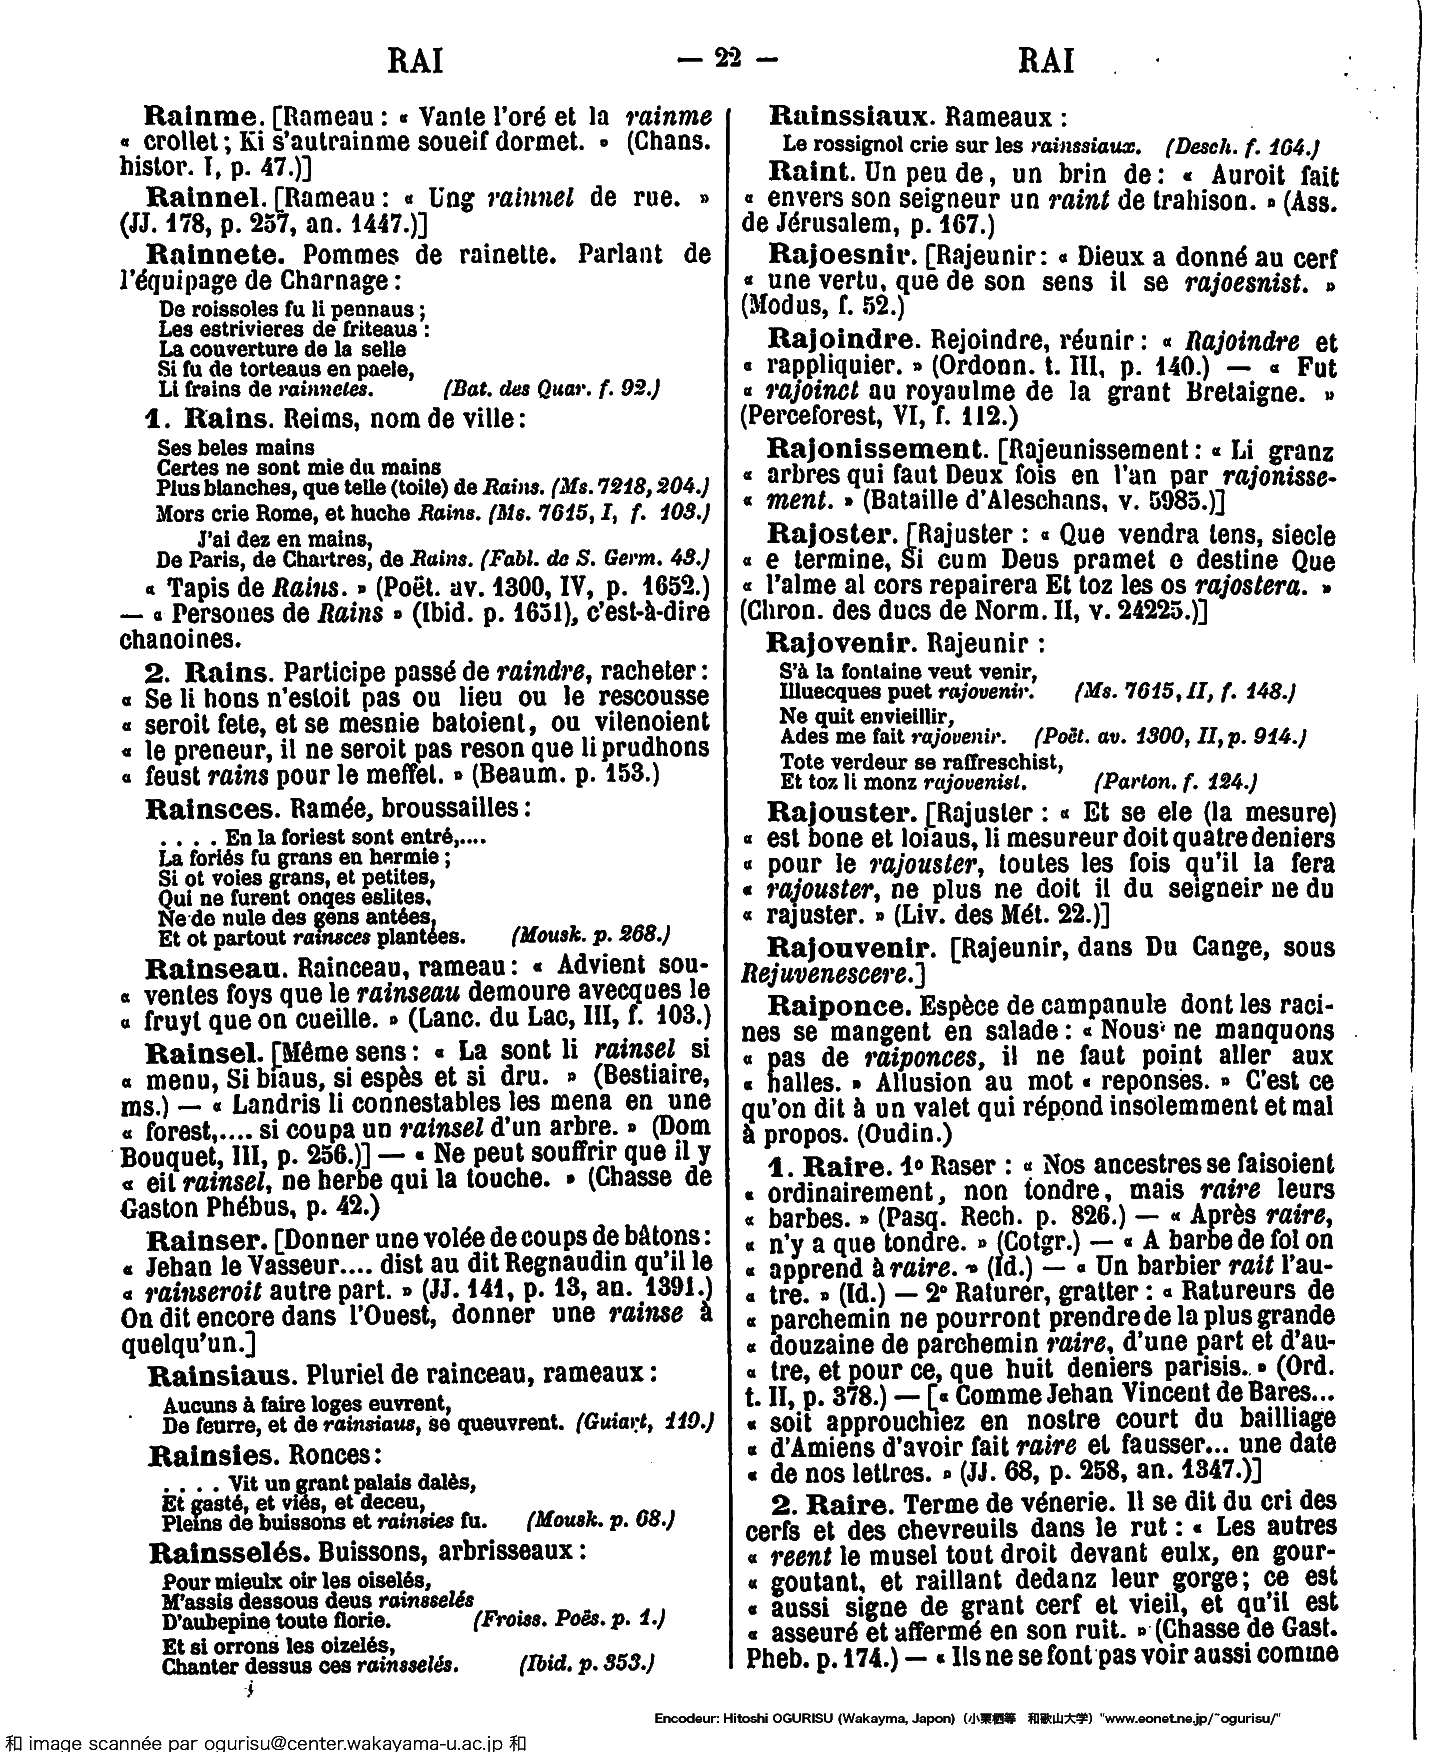 RAI — 22 — RAI
Rainme. [Rameau : « Vante l'oré et la rainme
« crollet ; Ki s'autrainme soueif dormet. » (Chans.
histor. I, p. 47.)]
Rainnel. [Rameau : « Ung rainnel de rue. »
(JJ. 178, p. 257, an. 1447.)]
Rainnete. Pommes de rainette. Parlant de
l'équipage de Charnage :
De roissoles fu li pennaus ;
Les estrivieres de friteaus :
La couverture de la selle
Si fu de torteaus en paele,
Li frains de rainnetes. (Bat. des Quar. f. 92.)
1. Rains. Reims, nom de ville :
Ses beles mains
Certes ne sont mie du mains
Plus blanches, que telle (toile) de Rains. (Ms. 7218, 204.)
Mors crie Rome, et huche Rains. (Ms. 7615, I, f. 103.)
J'ai dez en mains,
De Paris, de Chartres, de Rains. (Fabl. de S. Germ. 43.)
« Tapis de Rains. » (Poët. av. 1300, IV, p. 1652.)
— « Persones de Rains » (Ibid. p. 1651), c'est-à-dire
chanoines.
2. Rains. Participe passé de raindre, racheter :
« Se li hons n'estoit pas ou lieu ou le rescousse
« seroit fete, et se mesnie batoient, ou vilenoient
« le preneur, il ne seroit pas reson que li prudhons
« feust rains pour le meffet. » (Beaum. p. 153.)
Rainsces. Ramée, broussailles :
. . . . En la foriest sont entré,....
La foriés fu grans en hermie ;
Si ot voies grans, et petites,
Qui ne furent onqes eslites,
Ne de nule des gens antées,
Et ot partout rainsces plantées. (Mousk. p. 268.)
Rainseau. Rainceau, rameau : « Advient sou-
« ventes foys que le rainseau demoure avecques le
« fruyt que on cueille. » (Lanc. du Lac, III, f. 103.)
Rainsel. [Même sens : « La sont li rainsel si
« menu, Si biaus, si espès et si dru. » (Bestiaire,
ms.) — « Landris li connestables les mena en une
« forest,.... si coupa un rainsel d'un arbre. » (Dom
Bouquet, III, p. 256.)] — « Ne peut souffrir que il y
« eit rainsel, ne herbe qui la touche. » (Chasse de
Gaston Phébus, p. 42.)
Rainser. [Donner une volée de coups de bâtons :
« Jehan le Vasseur.... dist au dit Regnaudin qu'il le
« rainseroit autre part. » (JJ. 141, p. 13, an. 1391.)
On dit encore dans l'Ouest, donner une rainse à
quelqu'un.]
Rainsiaus. Pluriel de rainceau, rameaux :
Aucuns à faire loges euvrent,
De feurre, et de rainsiaus, se queuvrent. (Guiart, 119.)
Rainsies. Ronces :
. . . . Vit un grant palais dalès,
Et gasté, et viés, et deceu,
Pleins de buissons et rainsies fu. (Mousk. p. 68.)
Rainsselés. Buissons, arbrisseaux :
Pour mieulx oir les oiselés,
M'assis dessous deus rainsselés
D'aubepine toute florie. (Froiss. Poës. p. 1.)
Et si orrons les oizelés,
Chanter dessus ces rainsselés. (Ibid. p. 353.)
Rainssiaux. Rameaux :
Le rossignol crie sur les rainssiaux. (Desch. f. 164.)
Raint. Un peu de, un brin de : « Auroit fait
« envers son seigneur un raint de trahison. » (Ass.
de Jérusalem, p. 167.)
Rajoesnir. [Rajeunir : « Dieux a donné au cerf
« une vertu, que de son sens il se rajoesnist. »
(Modus, f. 52.)
Rajoindre. Rejoindre, réunir : « Rajoindre et
« rappliquier. » (Ordonn. t. III, p. 140.) — « Fut
« rajoinct au royaulme de la grant Bretaigne. »
(Perceforest, VI, f. 112.)
Rajonissement. [Rajeunissement : « Li granz
« arbres qui faut Deux fois en l'an par rajonisse-
« ment. » (Bataille d'Aleschans, v. 5985.)]
Rajoster. [Rajuster : « Que vendra tens, siecle
« e termine, Si cum Deus pramet e destine Que
« l'alme al cors repairera Et toz les os rajostera. »
(Chron. des ducs de Norm. II, v. 24225.)]
Rajovenir. Rajeunir :
S'à la fontaine veut venir,
Illuecques puet rajovenir. (Ms. 7615, II, f. 148.)
Ne quit envieillir,
Ades me fait rajovenir. (Poët. av. 1300, II, p. 914.)
Tote verdeur se raffreschist,
Et toz li monz rajovenist. (Parton. f. 124.)
Rajouster. [Rajuster : « Et se ele (la mesure)
« est bone et loiaus, li mesureur doit quatre deniers
« pour le rajouster, toutes les fois qu'il la fera
« rajouster, ne plus ne doit il du seigneir ne du
« rajuster. » (Liv. des Mét. 22.)]
Rajouvenir. [Rajeunir, dans Du Cange, sous
Rejuvenescere.]
Raiponce. Espèce de campanule dont les raci-
nes se mangent en salade : « Nous ne manquons
« pas de raiponces, il ne faut point aller aux
« halles. » Allusion au mot « reponses. » C'est ce
qu'on dit à un valet qui répond insolemment et mal
à propos. (Oudin.)
1. Raire. 1º Raser : « Nos ancestres se faisoient
« ordinairement, non tondre, mais raire leurs
« barbes. » (Pasq. Rech. p. 826.) — « Après raire,
« n'y a que tondre. » (Cotgr.) — « A barbe de fol on
« apprend à raire. » (Id.) — « Un barbier rait l'au-
« tre. » (Id.) — 2º Raturer, gratter : « Ratureurs de
« parchemin ne pourront prendre de la plus grande
« douzaine de parchemin raire, d'une part et d'au-
« tre, et pour ce, que huit deniers parisis. » (Ord.
t. II, p. 378.) — [« Comme Jehan Vincent de Bares...
« soit approuchiez en nostre court du bailliage
« d'Amiens d'avoir fait raire et fausser... une date
« de nos lettres. » (JJ. 68, p. 258, an. 1347.)]
2. Raire. Terme de vénerie. Il se dit du cri des
cerfs et des chevreuils dans le rut : « Les autres
« reent le musel tout droit devant eulx, en gour-
« goutant, et raillant dedanz leur gorge ; ce est
« aussi signe de grant cerf et vieil, et qu'il est
« asseuré et affermé en son ruit. » (Chasse de Gast.
Pheb. p. 174.) — « Ils ne se font pas voir aussi comme
Encodeur: Hitoshi OGURISU (Wakayma, Japon) (小栗栖等 和歌山大学) "www.eonet.ne.jp/~ogurisu/"
和 image scannée par ogurisu@center.wakayama-u.ac.jp 和